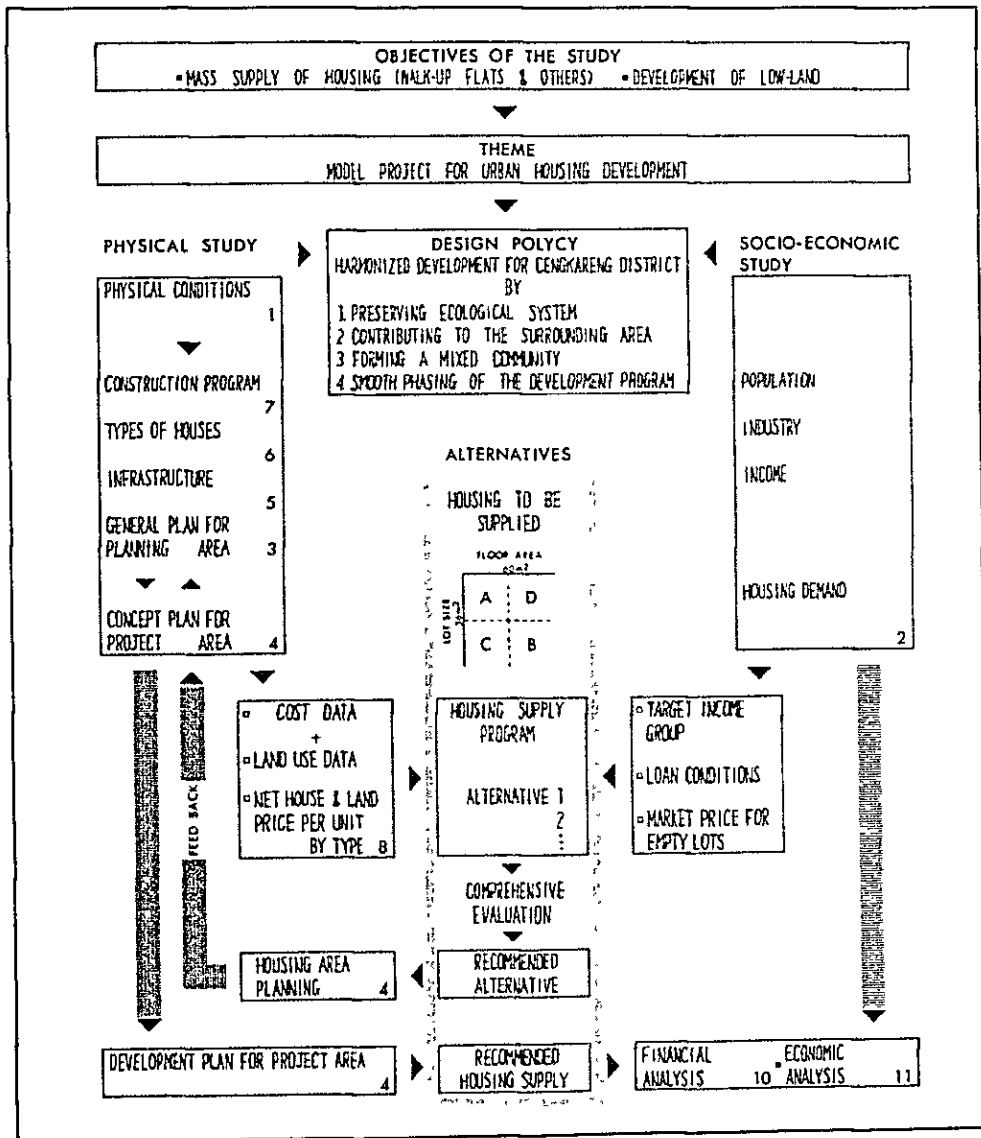 OBJECTIVES OF THE STUDY
▪MASS SUPPLY OF HOUSING (WALK-UP FLATS & OTHERS) ▪DEVELOPMENT OF LOW-LAND
THEME
MODEL PROJECT FOR URBAN HOUSING DEVELOPMENT
PHYSICAL STUDY
DESIGN POLYCY
HARMONIZED DEVELOPMENT FOR CENGKARENG DISTRICT
BY
1 PRESERVING ECOLOGICAL SYSTEM
2 CONTRIBUTING TO THE SURROUNDING AREA
3 FORMING A MIXED COMMUNITY
4 SMOOTH PHASING OF THE DEVELOPMENT PROGRAM
SOCIO-ECONOMIC
STUDY
PHYSICAL CONDITIONS
1
CONSTRUCTION PROGRAM
7
TYPES OF HOUSES
6
INFRASTRUCTURE
5
GENERAL PLAN FOR
PLANNING AREA 3
CONCEPT PLAN FOR
PROJECT AREA 4
POPULATION
INDUSTRY
INCOME
HOUSING DEMAND
2
ALTERNATIVES
HOUSING TO BE
SUPPLIED
FLOOR AREA
LOT SIZE
A D
C B
▫ COST DATA
+
▫ LAND USE DATA
▫ NET HOUSE & LAND
PRICE PER UNIT
BY TYPE 8
HOUSING SUPPLY
PROGRAM
ALTERNATIVE 1
2
⋮
▫ TARGET INCOME
GROUP
▫ LOAN CONDITIONS
▫ MARKET PRICE FOR
EMPTY LOTS
FEED BACK
COMPREHENSIVE
EVALUATION
HOUSING AREA
PLANNING 4
RECOMMENDED
ALTERNATIVE
DEVELOPMENT PLAN FOR PROJECT AREA
4
RECOMMENDED
HOUSING SUPPLY
FINANCIAL
ANALYSIS 10
▪ECONOMIC
ANALYSIS 11